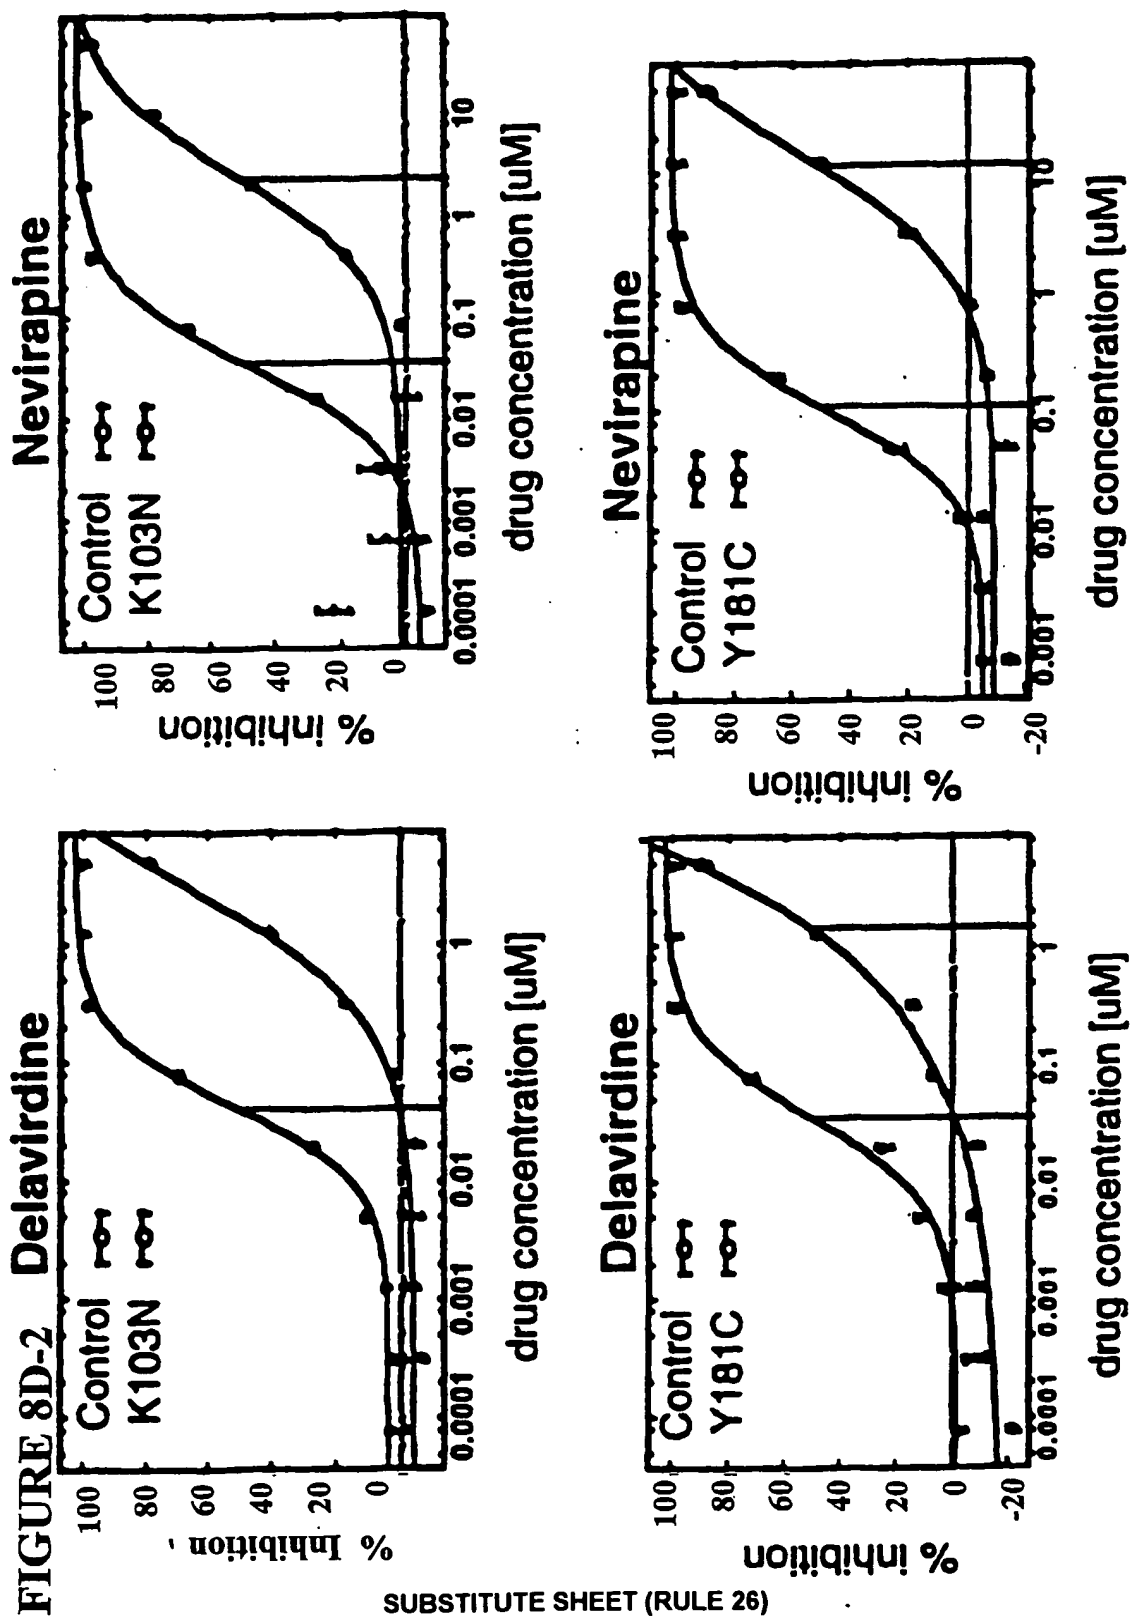 FIGURE 8D-2
Delavirdine
Control
K103N
100
80
60
40
20
0
% Inhibition
0.0001 0.001 0.01 0.1 1
drug concentration [uM]
Nevirapine
Control
K103N
100
80
60
40
20
0
% inhibition
0.0001 0.001 0.01 0.1 1 10
drug concentration [uM]
Delavirdine
Control
Y181C
100
80
60
40
20
0
-20
% inhibition
0.0001 0.001 0.01 0.1 1
drug concentration [uM]
Nevirapine
Control
Y181C
100
80
60
40
20
0
-20
% inhibition
0.001 0.01 0.1 1 10
drug concentration [uM]
SUBSTITUTE SHEET (RULE 26)